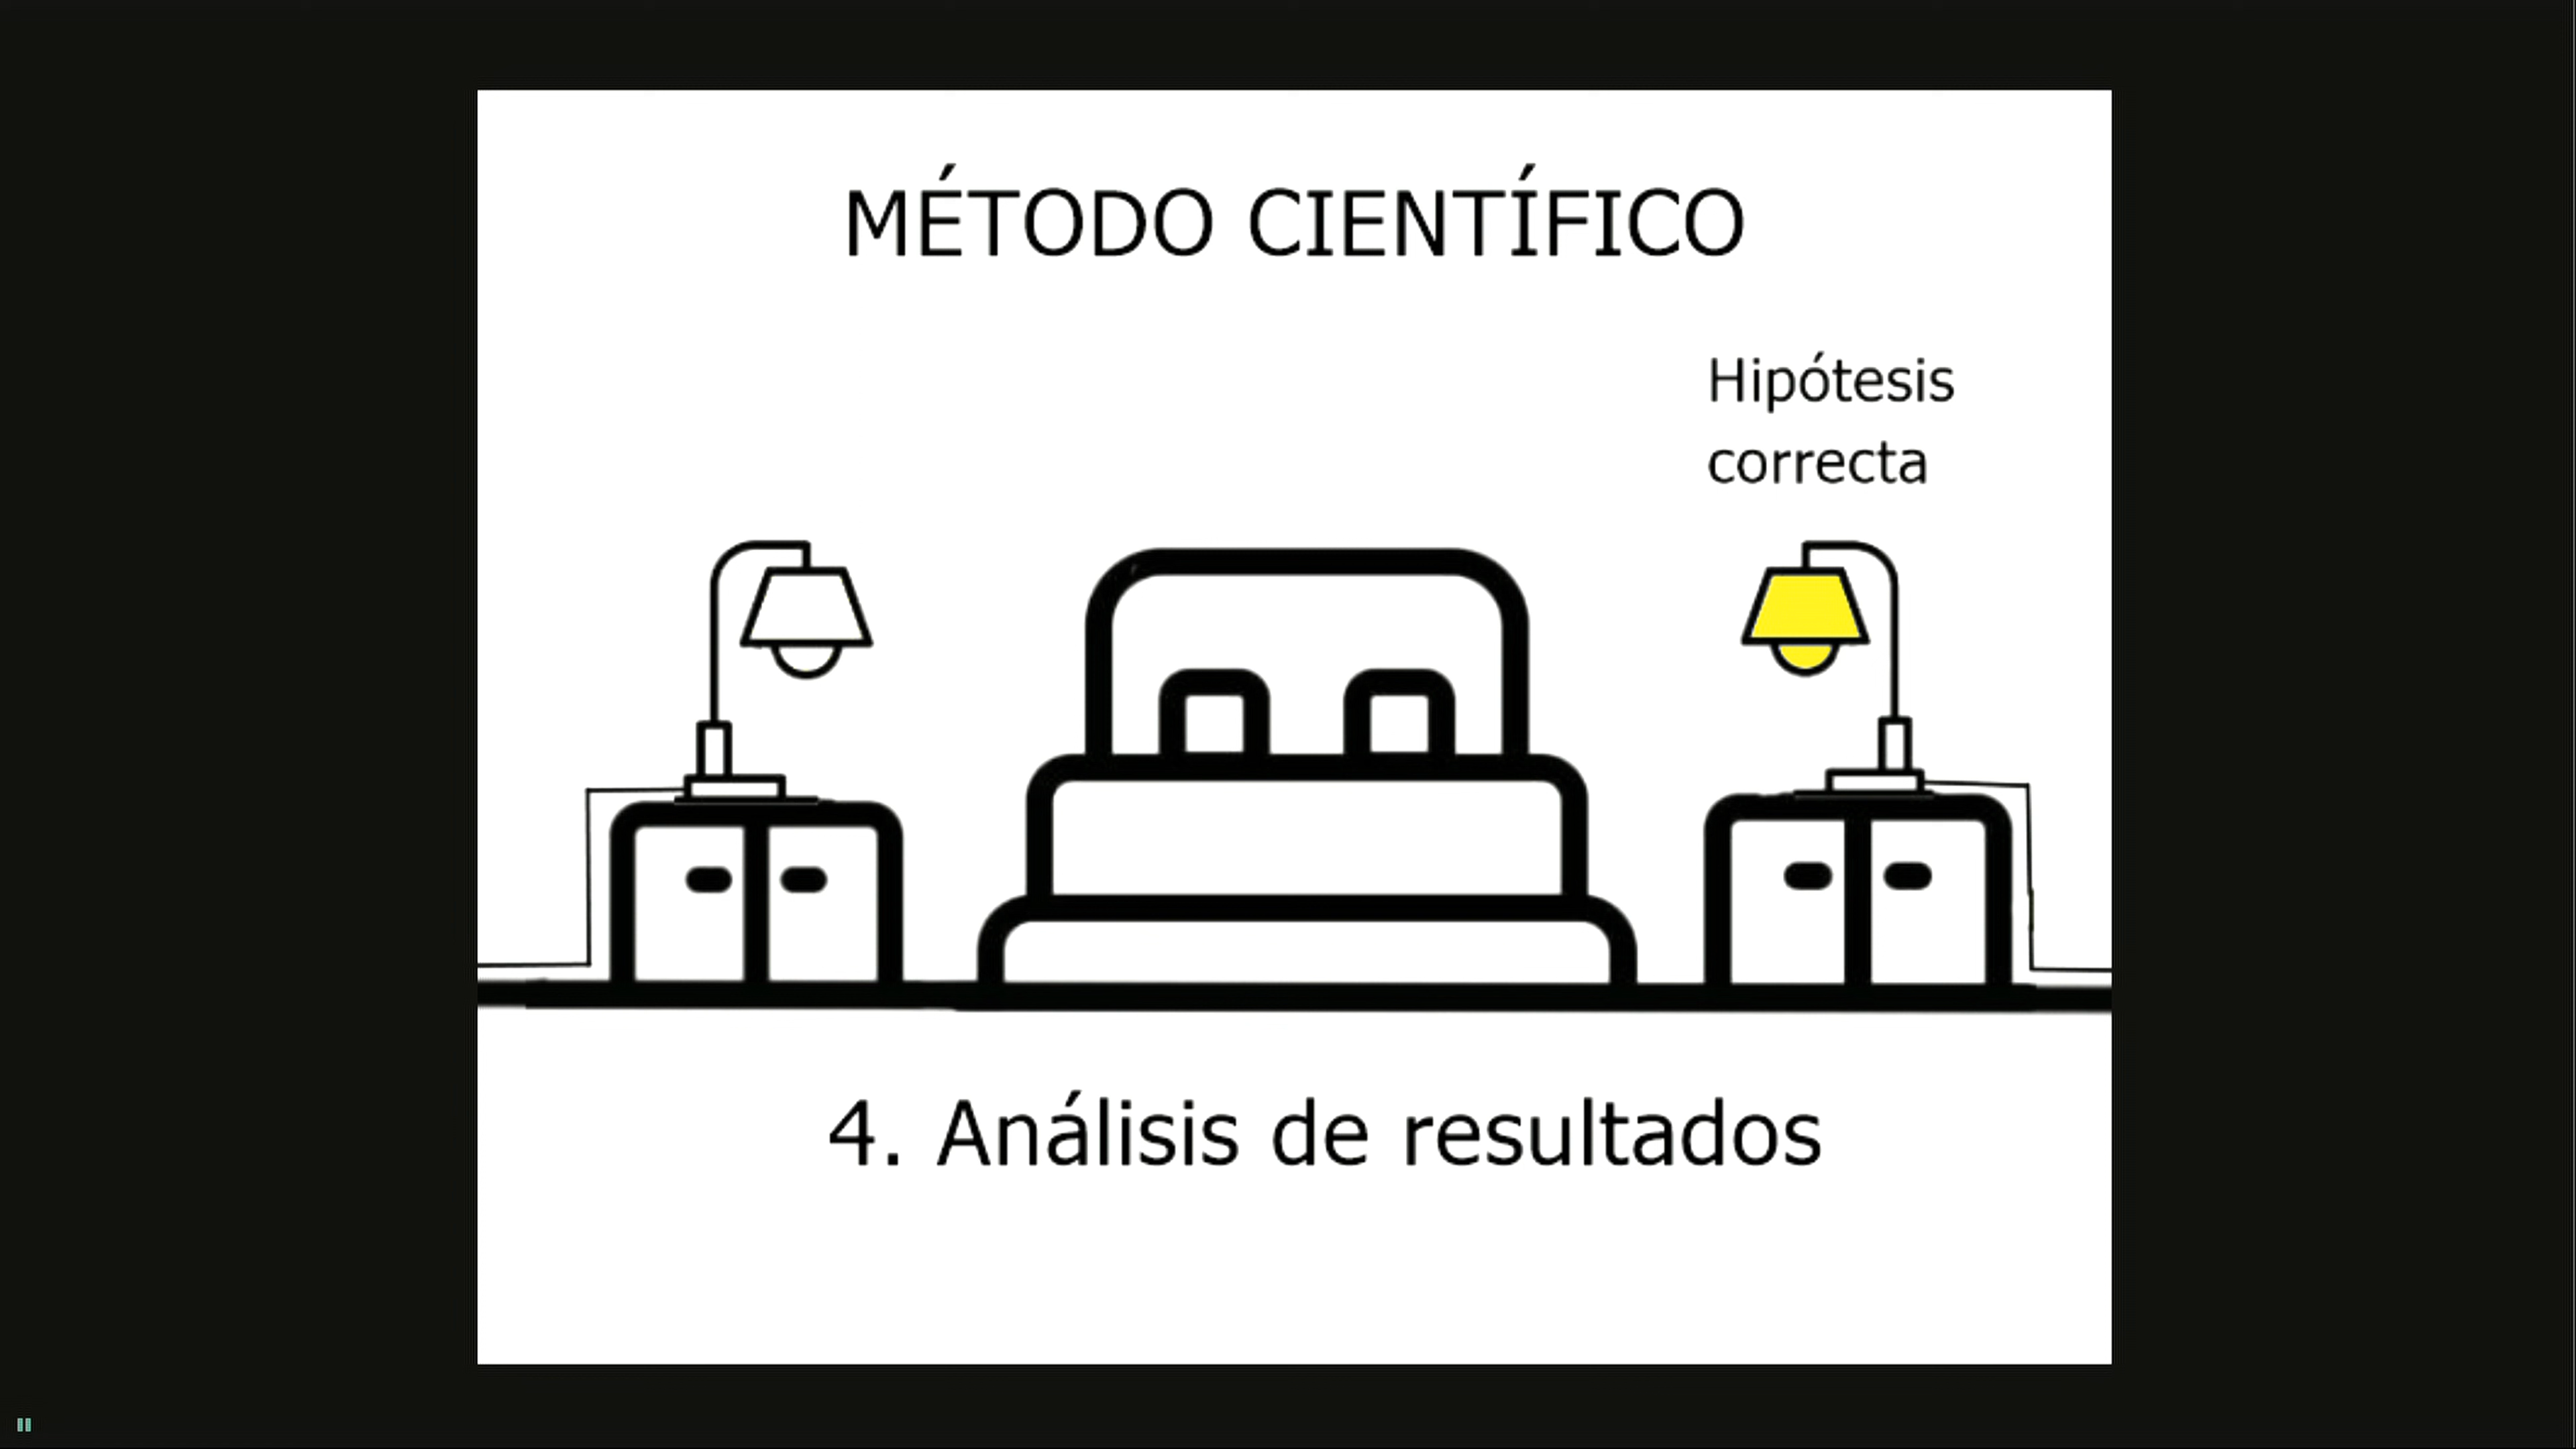 MÉTODO CIENTÍFICO
Hipótesis
correcta
4. Análisis de resultados